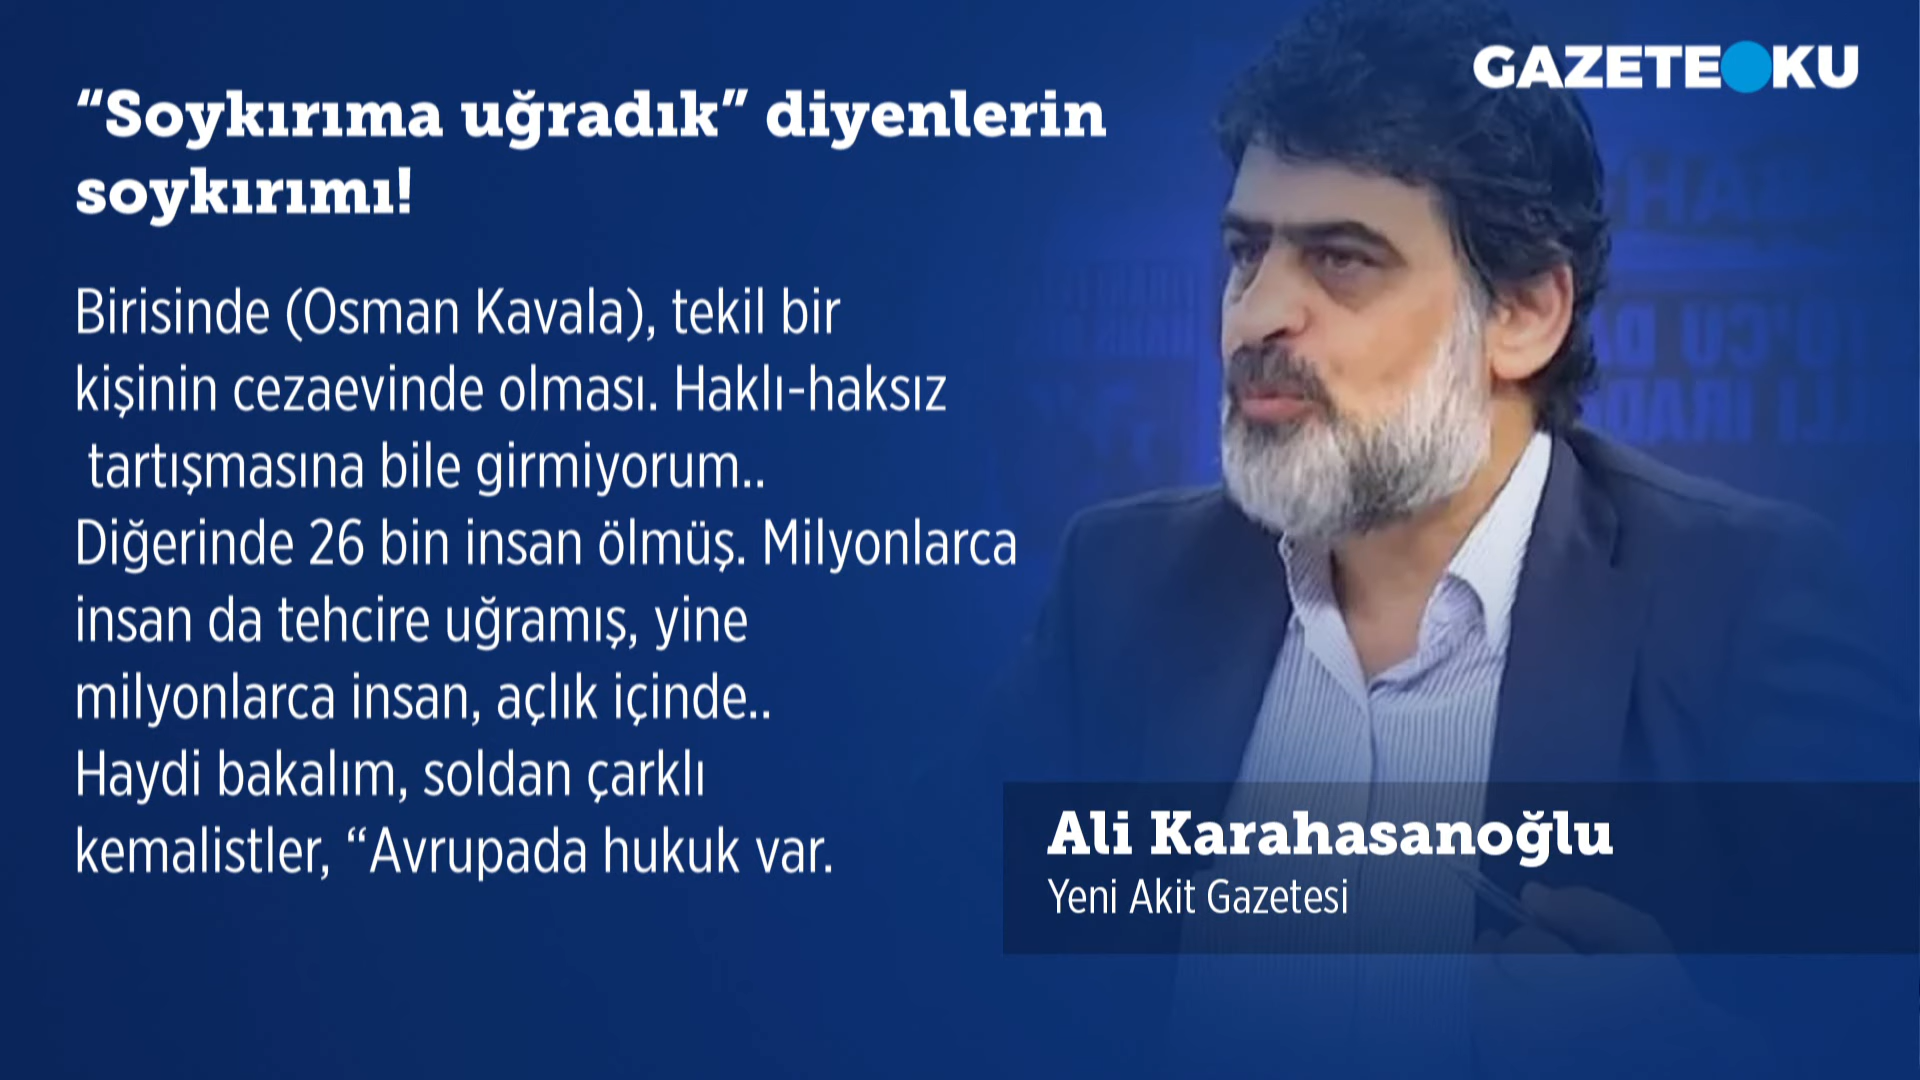 GAZETE OKU
“Soykırıma uğradık” diyenlerin
soykırımı!
Birisinde (Osman Kavala), tekil bir
kişinin cezaevinde olması. Haklı-haksız
tartışmasına bile girmiyorum..
Diğerinde 26 bin insan ölmüş. Milyonlarca
insan da tehcire uğramış, yine
milyonlarca insan, açlık içinde..
Haydi bakalım, soldan çarklı
kemalistler, “Avrupada hukuk var.
Ali Karahasanoğlu
Yeni Akit Gazetesi